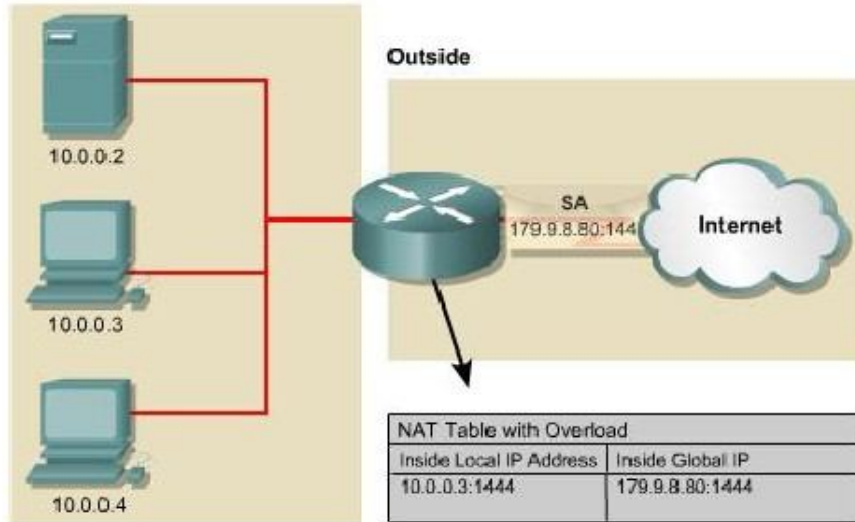 10.0.0.2
10.0.0.3
10.0.0.4
Outside
SA
179.9.8.80:144
Internet
NAT Table with Overload
Inside Local IP Address Inside Global IP
10.0.0.3:1444 179.9.8.80:1444